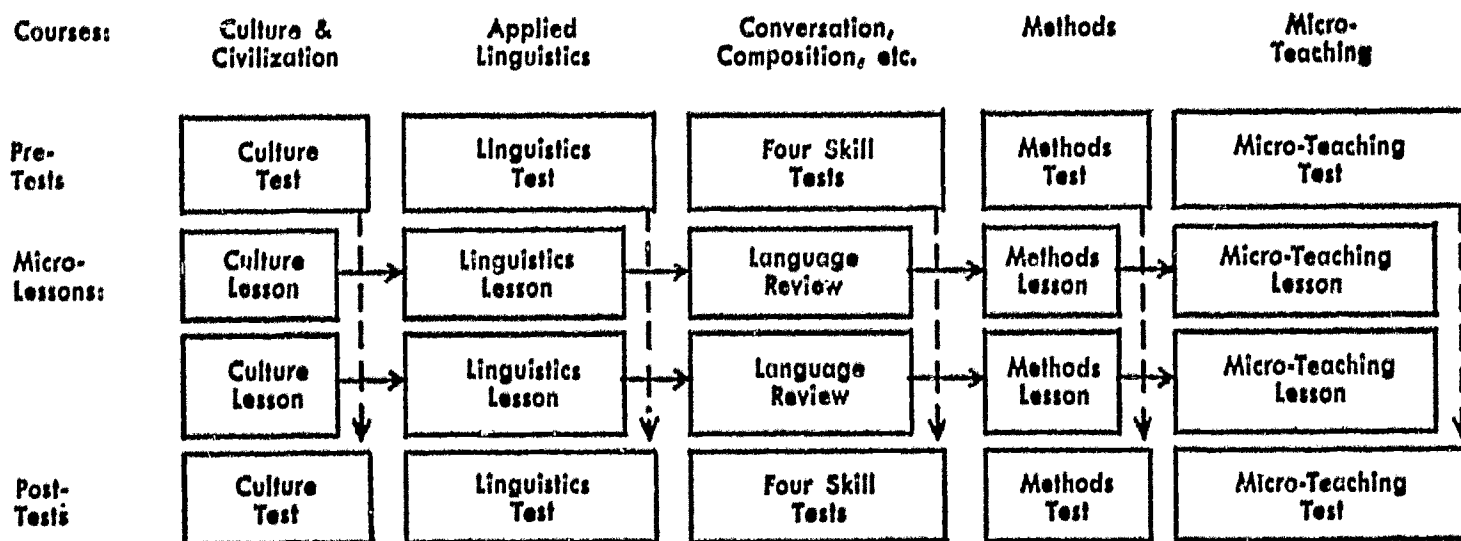 Courses:
Culture &
Civilization
Applied
Linguistics
Conversation,
Composition, etc.
Methods
Micro-
Teaching
Pre-
Tests
Culture
Test
Linguistics
Test
Four Skill
Tests
Methods
Test
Micro-Teaching
Test
Micro-
Lessons:
Culture
Lesson
Linguistics
Lesson
Language
Review
Methods
Lesson
Micro-Teaching
Lesson
Culture
Lesson
Linguistics
Lesson
Language
Review
Methods
Lesson
Micro-Teaching
Lesson
Post-
Tests
Culture
Test
Linguistics
Test
Four Skill
Tests
Methods
Test
Micro-Teaching
Test